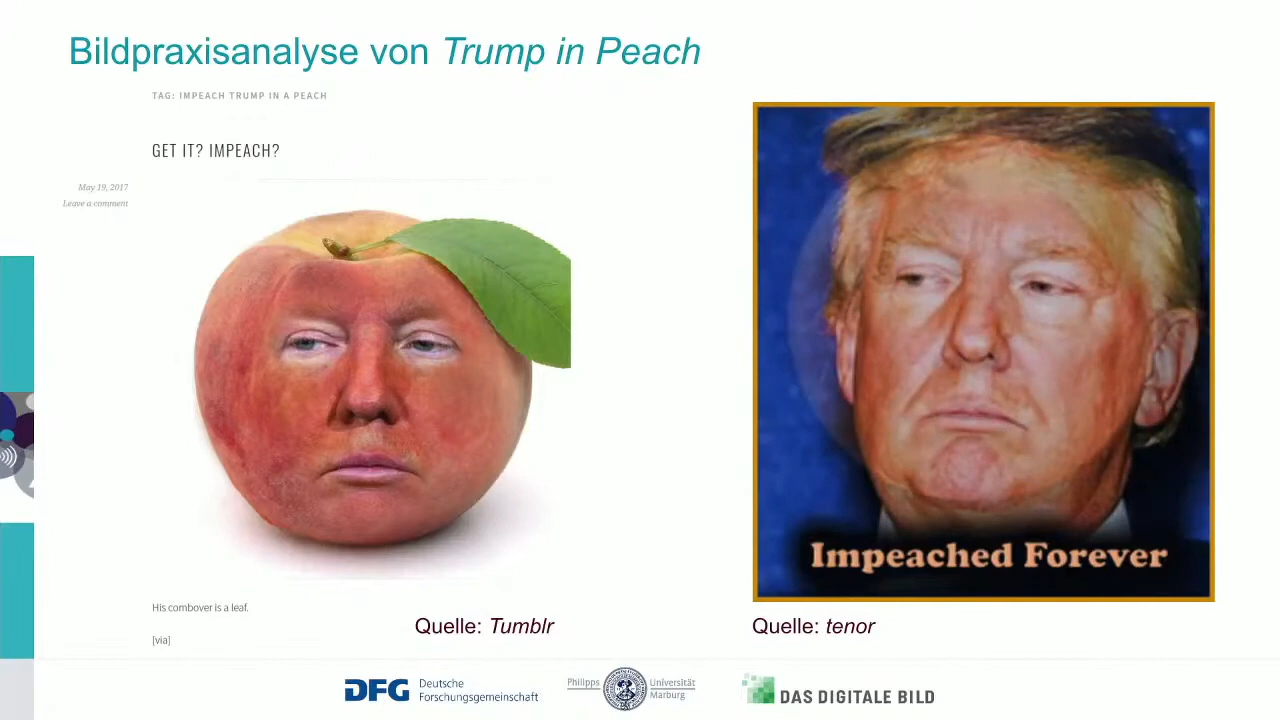 Bildpraxisanalyse von Trump in Peach
TAG: IMPEACH TRUMP IN A PEACH
GET IT? IMPEACH?
May 19, 2017
Leave a comment
Impeached Forever
His combover is a leaf.
[via]
Quelle: Tumblr
Quelle: tenor
DFG Deutsche
Forschungsgemeinschaft
Philipps Universität
Marburg
DAS DIGITALE BILD